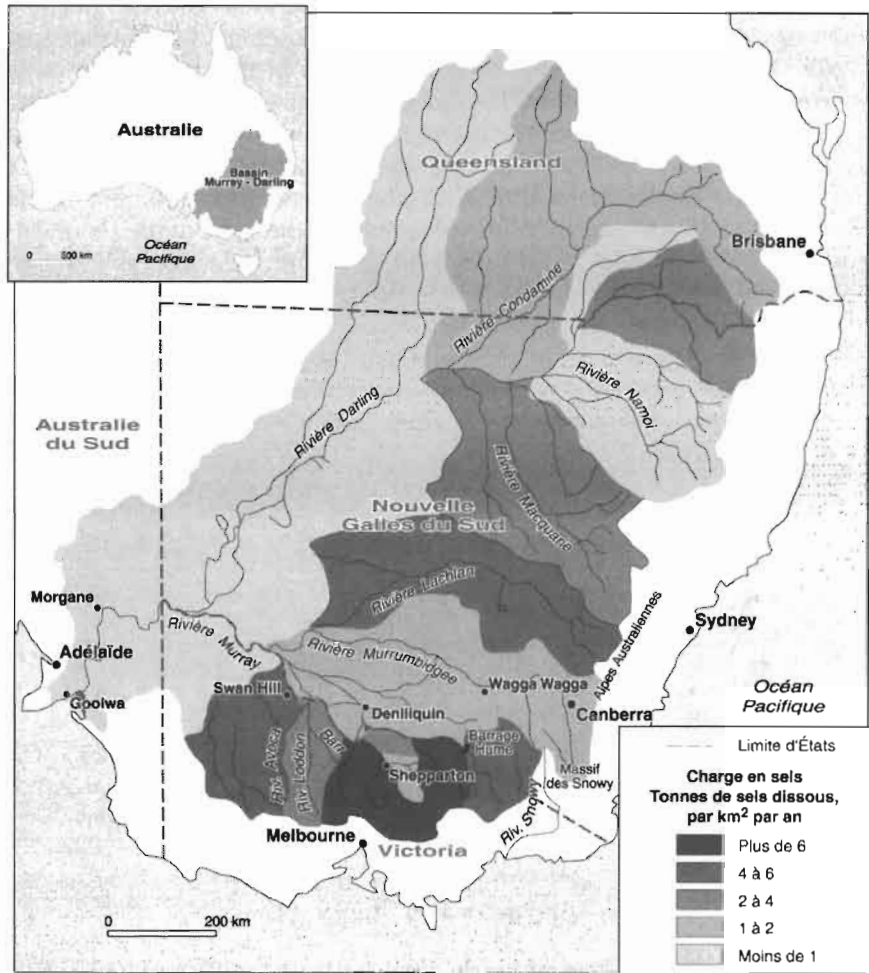 Australie
Bassin
Murray - Darling
Océan
Pacifique
0 500 km
Queensland
Brisbane
Rivière Condamine
Rivière Namoi
Rivière Darling
Australie
du Sud
Rivière Macquarie
Nouvelle
Galles du Sud
Rivière Lachlan
Morgane
Rivière Murray
Adélaïde
Goolwa
Rivière Murrumbidgee
Alpes Australiennes
Sydney
Swan Hill
Wagga Wagga
Deniliquin
Canberra
Océan
Pacifique
Riv. Avoca
Riv. Loddon
Barr
Barrage
Hume
Shepparton
Massif
des Snowy
Riv. Snowy
Melbourne
Victoria
0 200 km
Limite d'États
Charge en sels
Tonnes de sels dissous,
par km² par an
Plus de 6
4 à 6
2 à 4
1 à 2
Moins de 1